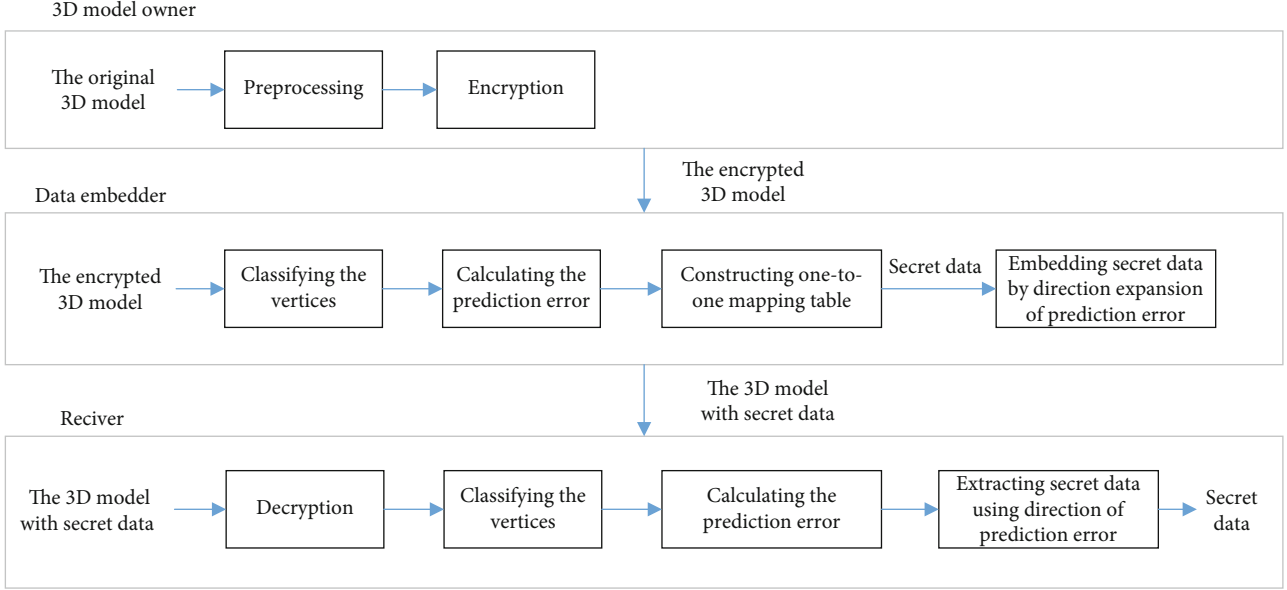 3D model owner
The original
3D model
Preprocessing
Encryption
The encrypted
3D model
Data embedder
The encrypted
3D model
Classifying the
vertices
Calculating the
prediction error
Constructing one-to-
one mapping table
Secret data
Embedding secret data
by direction expansion
of prediction error
The 3D model
with secret data
Reciver
The 3D model
with secret data
Decryption
Classifying the
vertices
Calculating the
prediction error
Extracting secret data
using direction of
prediction error
Secret
data